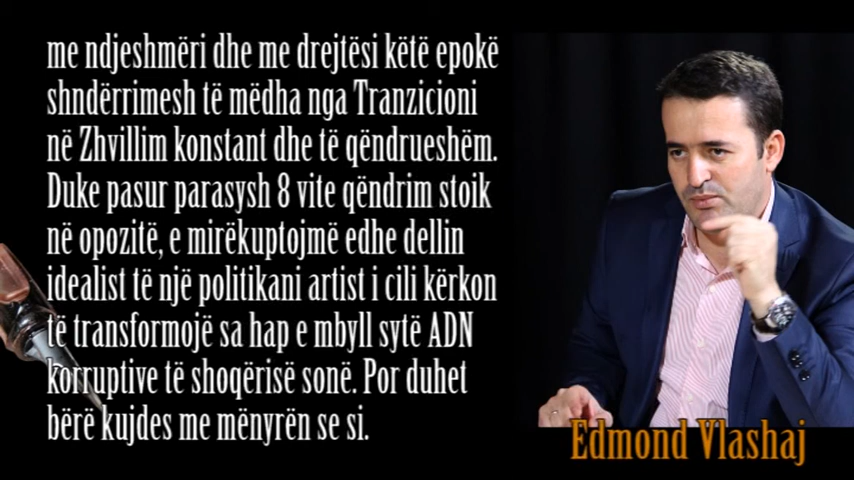 me ndjeshmëri dhe me drejtësi këtë epokë
shndërrimesh të mëdha nga Tranzicioni
në Zhvillim konstant dhe të qëndrueshëm.
Duke pasur parasysh 8 vite qëndrim stoik
në opozitë, e mirëkuptojmë edhe dellin
idealist të një politikani artist i cili kërkon
të transformojë sa hap e mbyll sytë ADN
korruptive të shoqërisë sonë. Por duhet
bërë kujdes me mënyrën se si.
Edmond Vlashaj